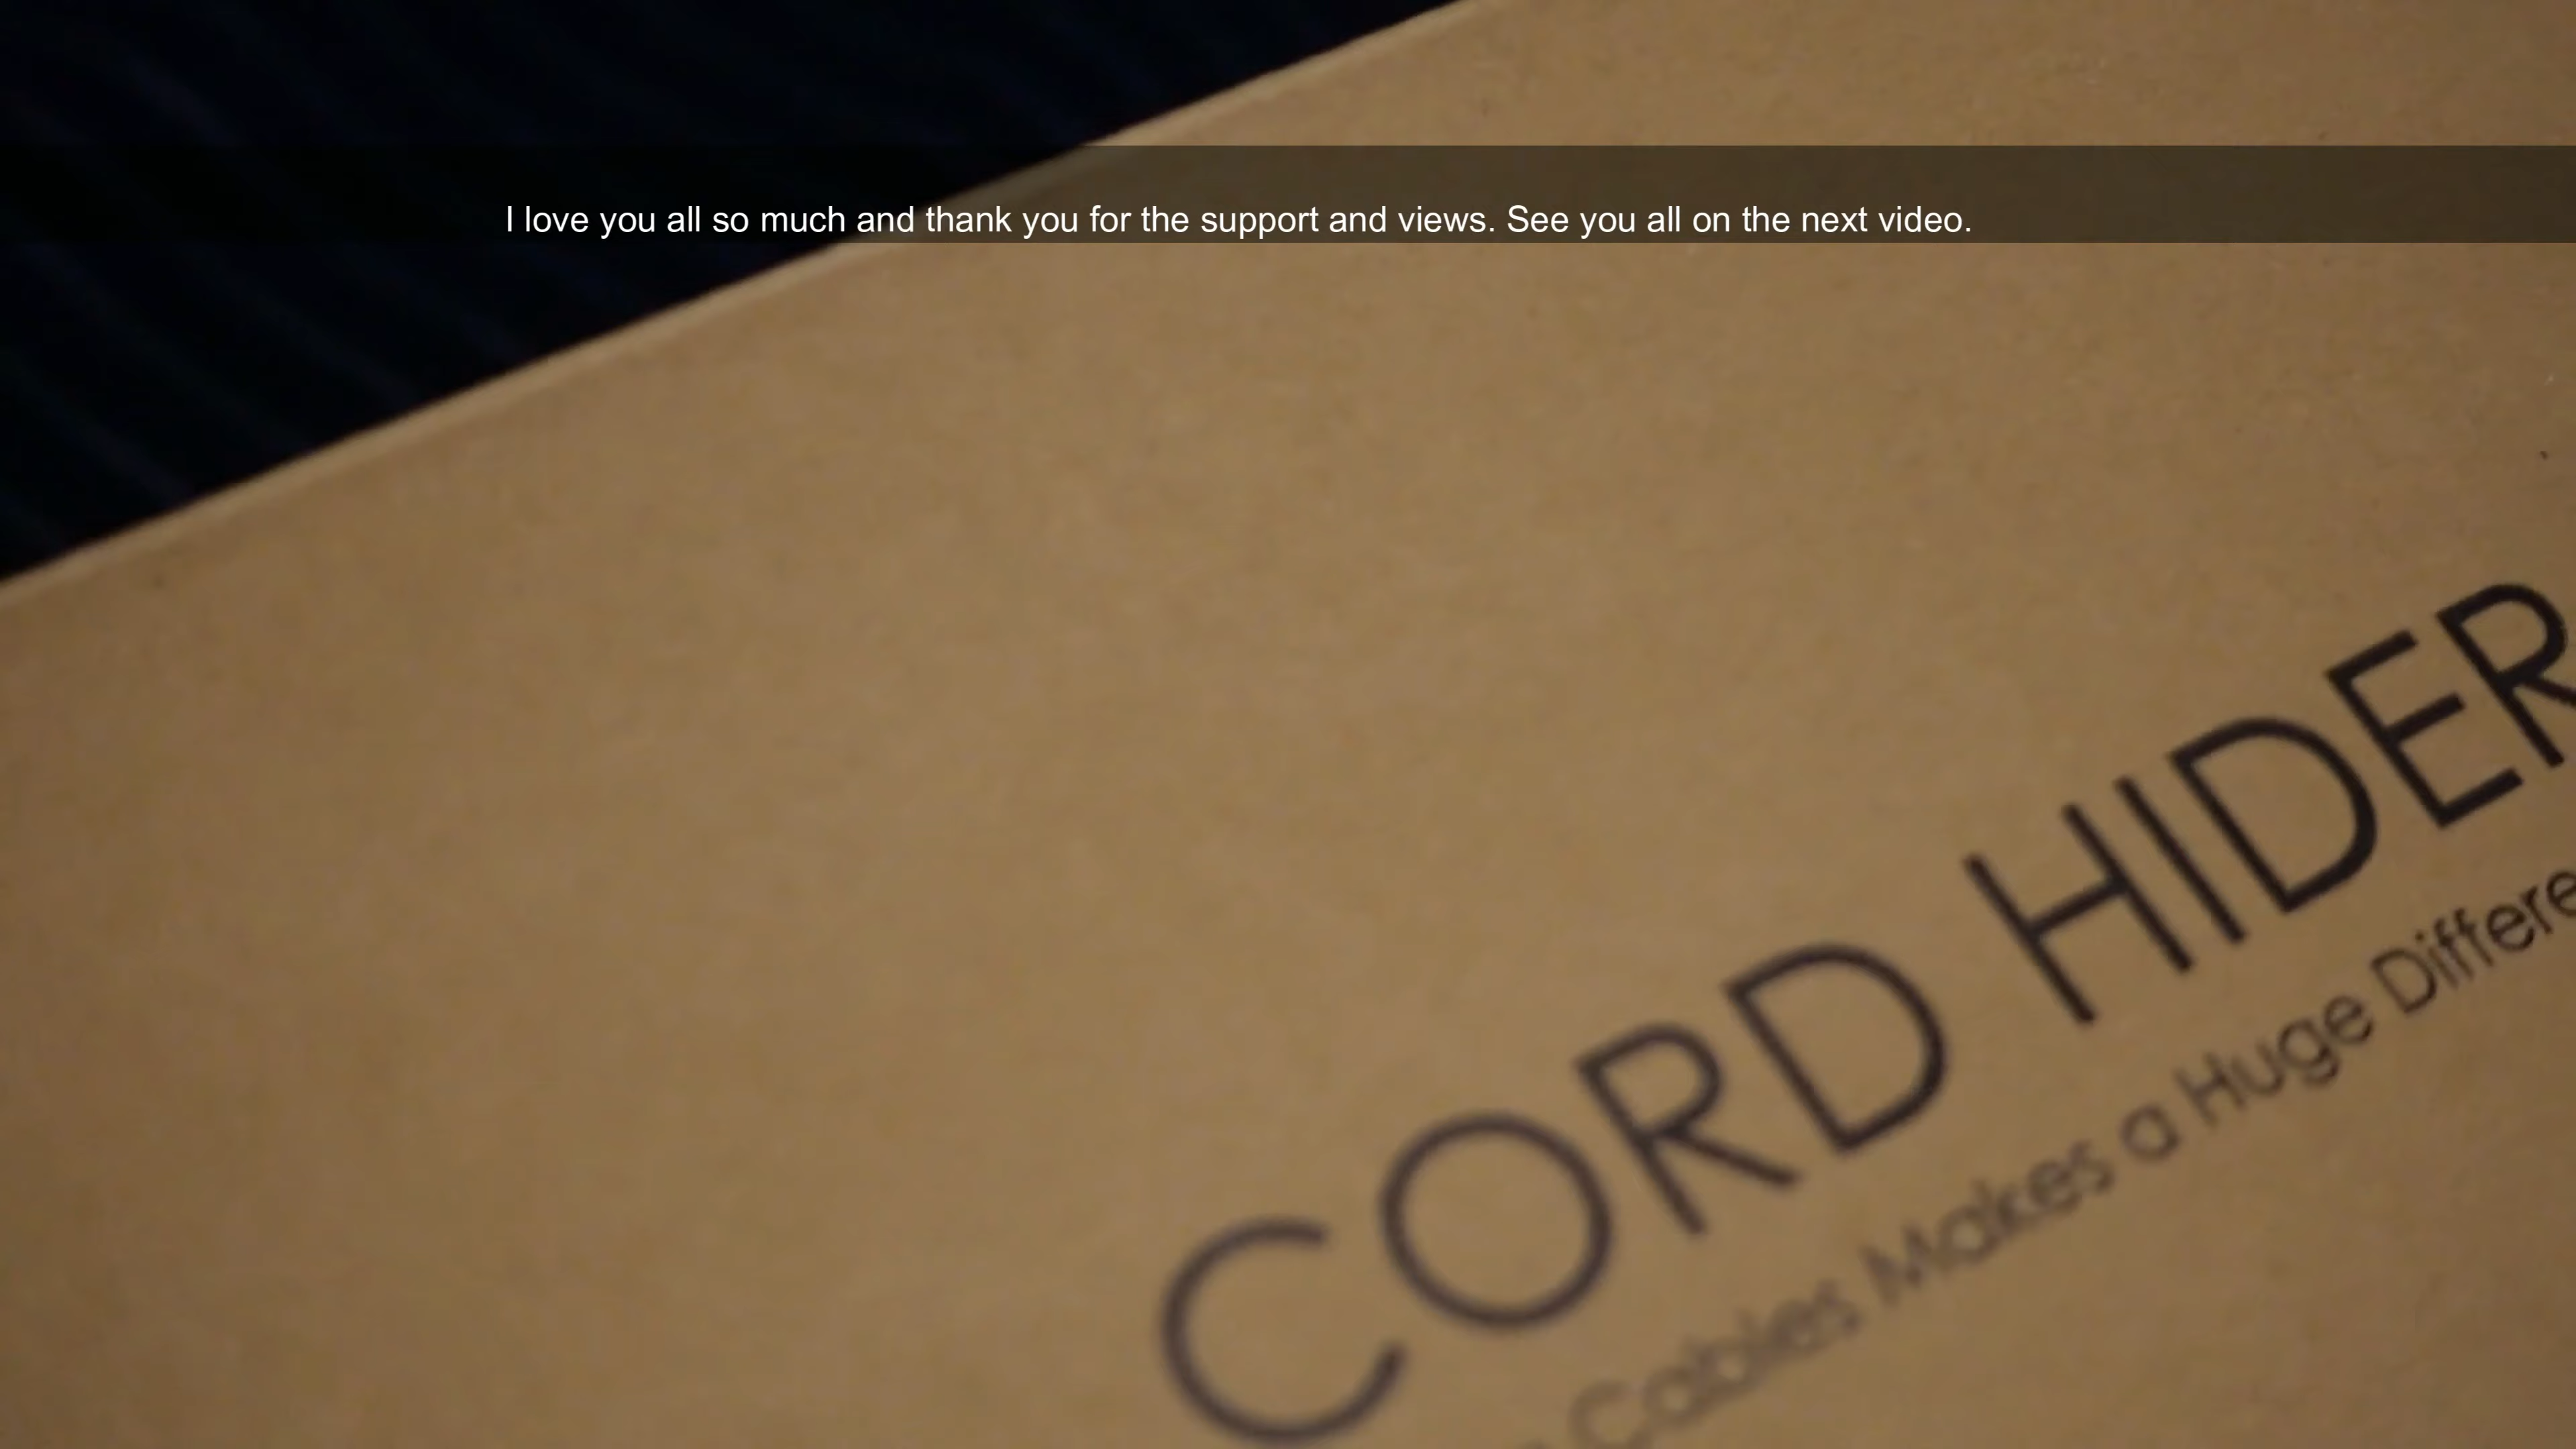 I love you all so much and thank you for the support and views. See you all on the next video.
CORD HIDER
Cables Makes a Huge